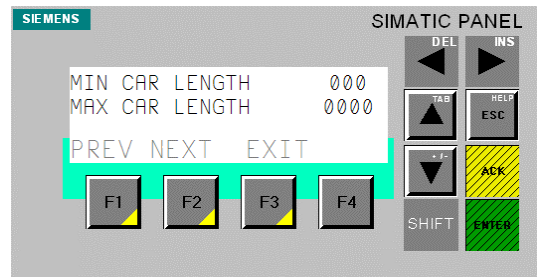 SIEMENS
SIMATIC PANEL
DEL
INS
MIN CAR LENGTH 000
MAX CAR LENGTH 0000
TAB
HELP
ESC
PREV NEXT EXIT
+/-
ACK
F1 F2 F3 F4
SHIFT
ENTER